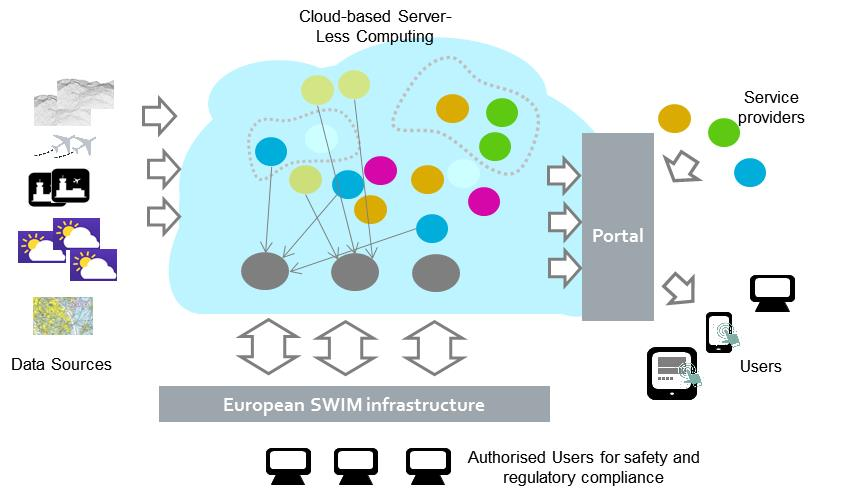 Cloud-based Server-
Less Computing
Service
providers
Portal
Data Sources
Users
European SWIM infrastructure
Authorised Users for safety and
regulatory compliance